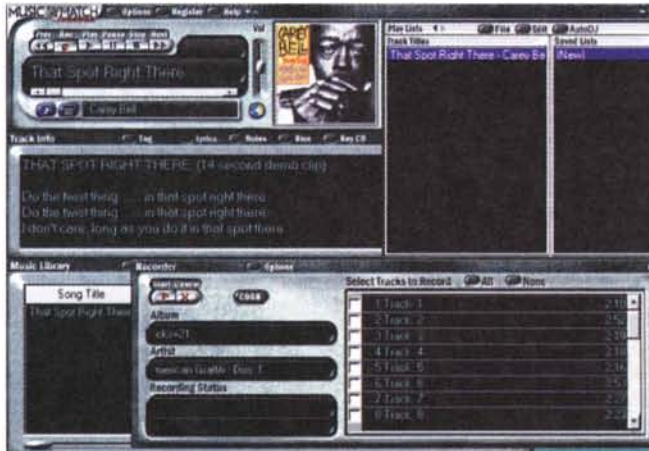 MUSICMATCH Options Register Help
Prev Rec Play Pause Stop Next
Vol
That Spot Right There
Carey Bell
CAREY BELL
Play Lists File Edit AutoDJ
Track Titles Saved Lists
That Spot Right There - Carey Be (New)
Track Info Tag Lyrics Notes Bios Buy CD
THAT SPOT RIGHT THERE (14 second demo clip)
Do the twist thing ... in that spot right there
Do the twist thing ... in that spot right there
I don't care, long as you do it in that spot there
Music Library
Song Title
That Spot Right There
Recorder Options
Start Cancel
Select Tracks to Record All None
Album
Artist
Recording Status
1 Track 1
2 Track 2
3 Track 3
4 Track 4
5 Track 5
6 Track 6
7 Track 7
8 Track 8